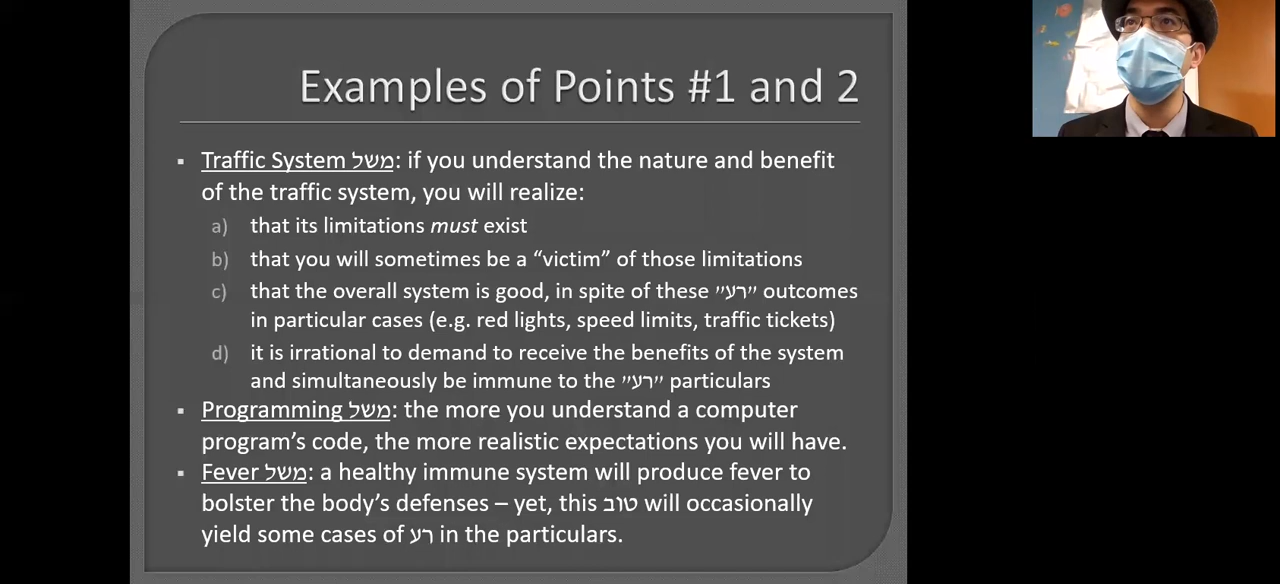 Examples of Points #1 and 2
▪ Traffic System משל: if you understand the nature and benefit
of the traffic system, you will realize:
a) that its limitations must exist
b) that you will sometimes be a “victim” of those limitations
c) that the overall system is good, in spite of these “רע” outcomes
in particular cases (e.g. red lights, speed limits, traffic tickets)
d) it is irrational to demand to receive the benefits of the system
and simultaneously be immune to the “רע” particulars
▪ Programming משל: the more you understand a computer
program’s code, the more realistic expectations you will have.
▪ Fever משל: a healthy immune system will produce fever to
bolster the body’s defenses – yet, this טוב will occasionally
yield some cases of רע in the particulars.